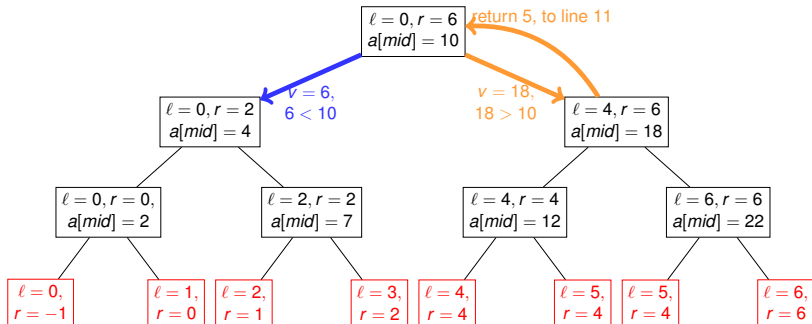 ℓ = 0, r = 6
a[mid] = 10
return 5, to line 11
v = 6,
6 < 10
v = 18,
18 > 10
ℓ = 0, r = 2
a[mid] = 4
ℓ = 4, r = 6
a[mid] = 18
ℓ = 0, r = 0,
a[mid] = 2
ℓ = 2, r = 2
a[mid] = 7
ℓ = 4, r = 4
a[mid] = 12
ℓ = 6, r = 6
a[mid] = 22
ℓ = 0,
r = −1
ℓ = 1,
r = 0
ℓ = 2,
r = 1
ℓ = 3,
r = 2
ℓ = 4,
r = 4
ℓ = 5,
r = 4
ℓ = 5,
r = 4
ℓ = 6,
r = 6